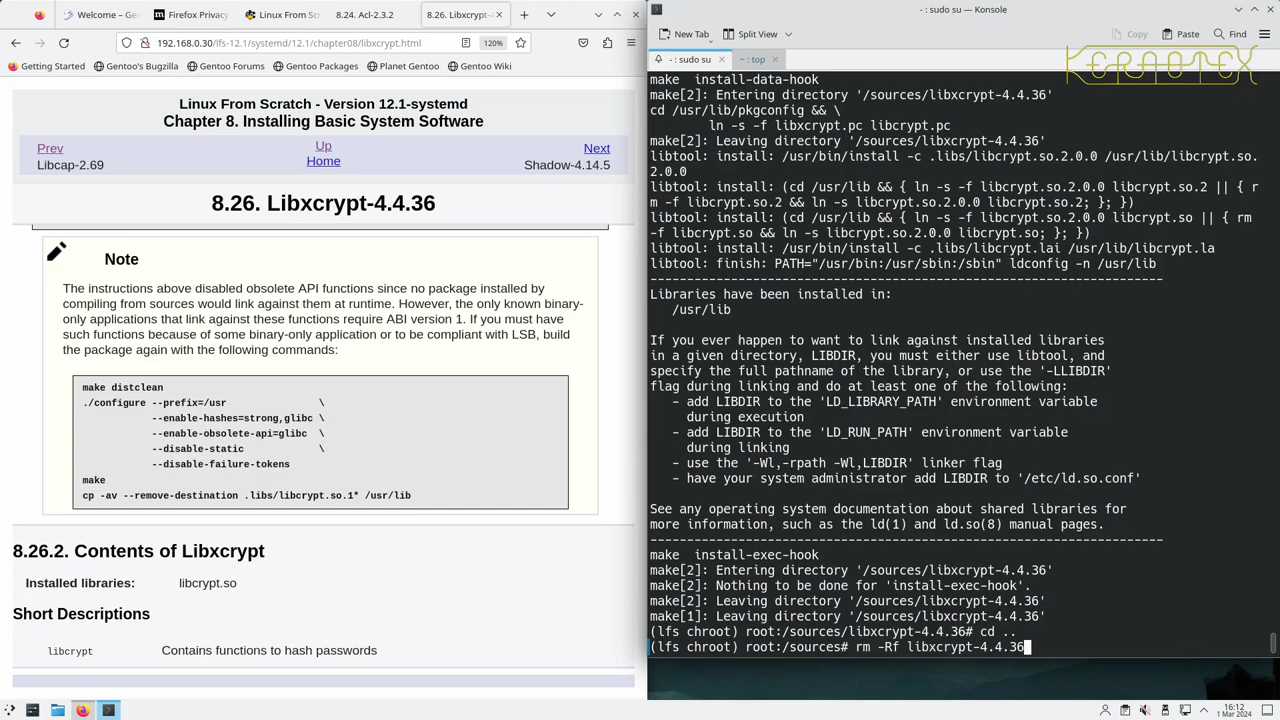 Welcome – Ge
Firefox Privacy
Linux From Scr
8.24. Acl-2.3.2
8.26. Libxcrypt-4
- : sudo su — Konsole
192.168.0.30/lfs-12.1/systemd/12.1/chapter08/libxcrypt.html
120%
New Tab
Split View
Copy
Paste
Find
Getting Started
Gentoo's Bugzilla
Gentoo Forums
Gentoo Packages
Planet Gentoo
Gentoo Wiki
- : sudo su
~ : top
KERNOTEX
Linux From Scratch - Version 12.1-systemd
Chapter 8. Installing Basic System Software
Prev
Up
Next
Libcap-2.69
Home
Shadow-4.14.5
8.26. Libxcrypt-4.4.36
Note
The instructions above disabled obsolete API functions since no package installed by
compiling from sources would link against them at runtime. However, the only known binary-
only applications that link against these functions require ABI version 1. If you must have
such functions because of some binary-only application or to be compliant with LSB, build
the package again with the following commands:
make distclean
./configure --prefix=/usr \
--enable-hashes=strong,glibc \
--enable-obsolete-api=glibc \
--disable-static \
--disable-failure-tokens
make
cp -av --remove-destination .libs/libcrypt.so.1* /usr/lib
8.26.2. Contents of Libxcrypt
Installed libraries: libcrypt.so
Short Descriptions
libcrypt Contains functions to hash passwords
make  install-data-hook
make[2]: Entering directory '/sources/libxcrypt-4.4.36'
cd /usr/lib/pkgconfig && \
ln -s -f libxcrypt.pc libcrypt.pc
make[2]: Leaving directory '/sources/libxcrypt-4.4.36'
libtool: install: /usr/bin/install -c .libs/libcrypt.so.2.0.0 /usr/lib/libcrypt.so.
2.0.0
libtool: install: (cd /usr/lib && { ln -s -f libcrypt.so.2.0.0 libcrypt.so.2 || { r
m -f libcrypt.so.2 && ln -s libcrypt.so.2.0.0 libcrypt.so.2; }; })
libtool: install: (cd /usr/lib && { ln -s -f libcrypt.so.2.0.0 libcrypt.so || { rm
-f libcrypt.so && ln -s libcrypt.so.2.0.0 libcrypt.so; }; })
libtool: install: /usr/bin/install -c .libs/libcrypt.lai /usr/lib/libcrypt.la
libtool: finish: PATH="/usr/bin:/usr/sbin:/sbin" ldconfig -n /usr/lib
----------------------------------------------------------------------
Libraries have been installed in:
/usr/lib
If you ever happen to want to link against installed libraries
in a given directory, LIBDIR, you must either use libtool, and
specify the full pathname of the library, or use the '-LLIBDIR'
flag during linking and do at least one of the following:
- add LIBDIR to the 'LD_LIBRARY_PATH' environment variable
during execution
- add LIBDIR to the 'LD_RUN_PATH' environment variable
during linking
- use the '-Wl,-rpath -Wl,LIBDIR' linker flag
- have your system administrator add LIBDIR to '/etc/ld.so.conf'
See any operating system documentation about shared libraries for
more information, such as the ld(1) and ld.so(8) manual pages.
----------------------------------------------------------------------
make  install-exec-hook
make[2]: Entering directory '/sources/libxcrypt-4.4.36'
make[2]: Nothing to be done for 'install-exec-hook'.
make[2]: Leaving directory '/sources/libxcrypt-4.4.36'
make[1]: Leaving directory '/sources/libxcrypt-4.4.36'
(lfs chroot) root:/sources/libxcrypt-4.4.36# cd ..
(lfs chroot) root:/sources# rm -Rf libxcrypt-4.4.36
16:12
1 Mar 2024